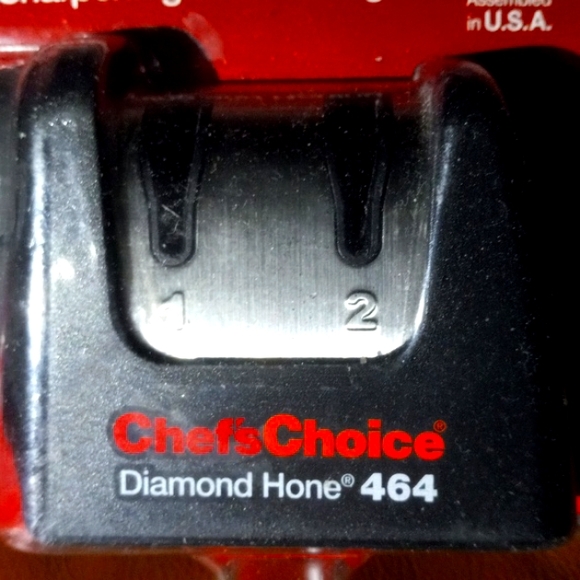 Assembled
in U.S.A.
1 2
Chef'sChoice®
Diamond Hone® 464